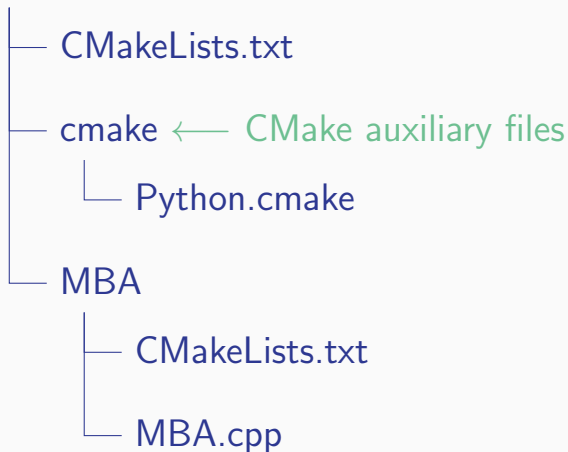 CMakeLists.txt
cmake ← CMake auxiliary files
Python.cmake
MBA
CMakeLists.txt
MBA.cpp